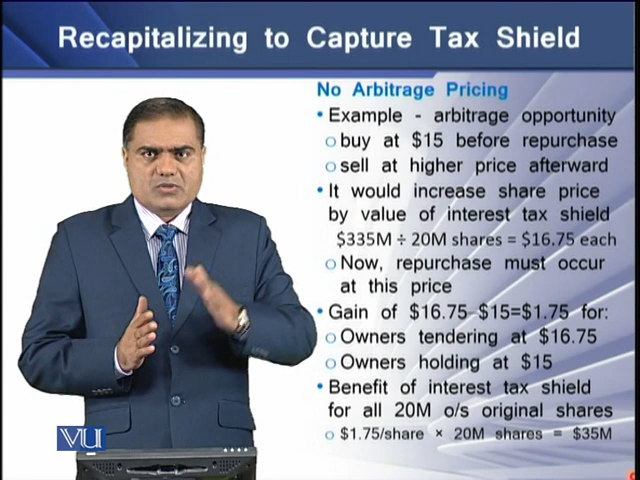 Recapitalizing to Capture Tax Shield
No Arbitrage Pricing
• Example - arbitrage opportunity
o buy at $15 before repurchase
o sell at higher price afterward
• It would increase share price
by value of interest tax shield
$335M ÷ 20M shares = $16.75 each
o Now, repurchase must occur
at this price
• Gain of $16.75–$15=$1.75 for:
o Owners tendering at $16.75
o Owners holding at $15
• Benefit of interest tax shield
for all 20M o/s original shares
o $1.75/share × 20M shares = $35M
VU